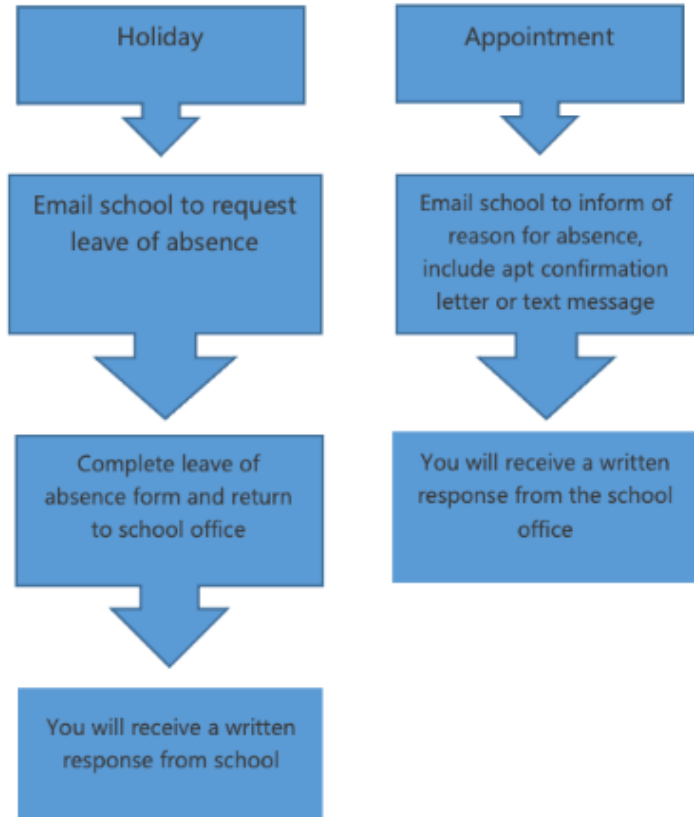 Holiday
Email school to request
leave of absence
Complete leave of
absence form and return
to school office
You will receive a written
response from school
Appointment
Email school to inform of
reason for absence,
include apt confirmation
letter or text message
You will receive a written
response from the school
office